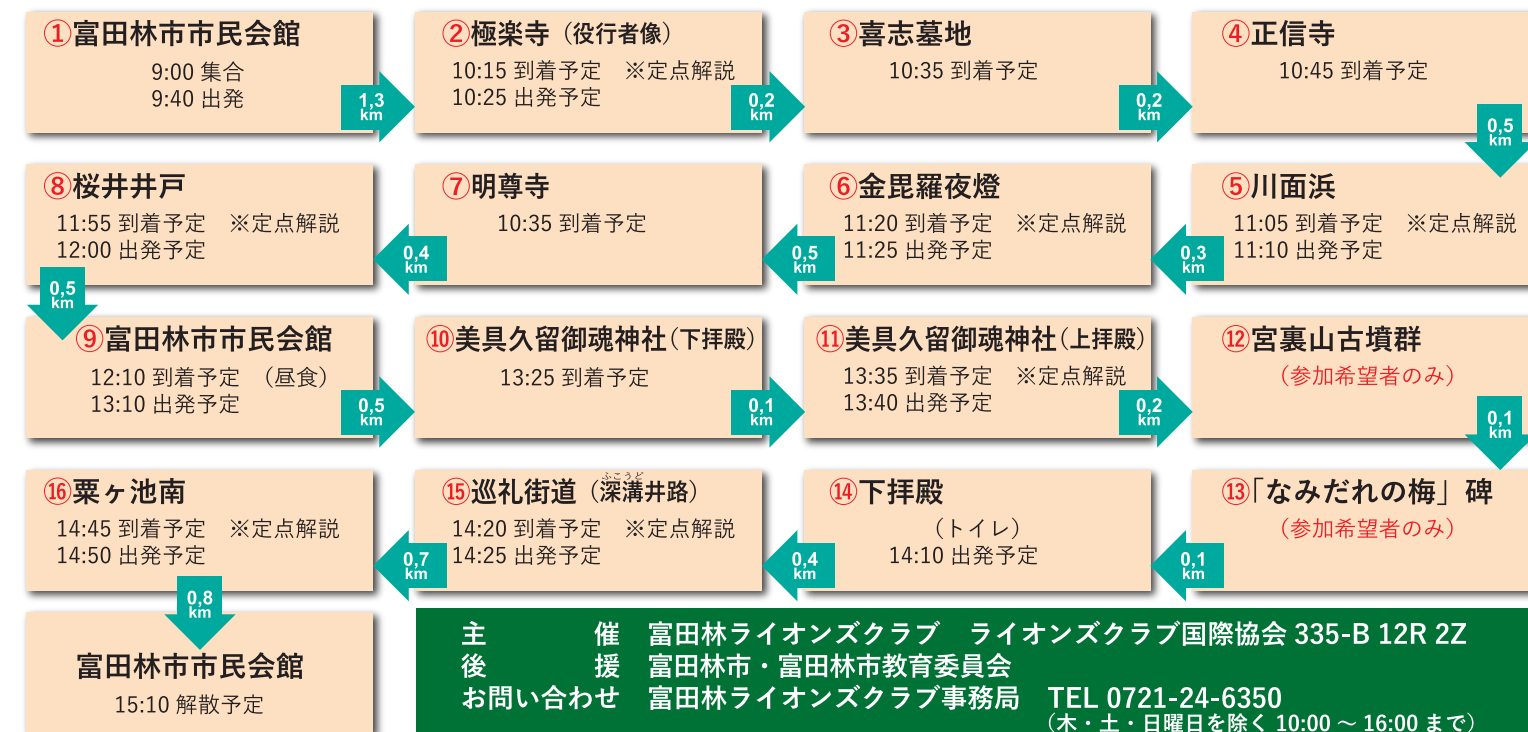 ①富田林市市民会館
9:00 集合
9:40 出発
1,3
km
②極楽寺（役行者像）
10:15 到着予定　※定点解説
10:25 出発予定
0,2
km
③喜志墓地
10:35 到着予定
0,2
km
④正信寺
10:45 到着予定
0,5
km
⑤川面浜
11:05 到着予定　※定点解説
11:10 出発予定
0,3
km
⑥金毘羅夜燈
11:20 到着予定　※定点解説
11:25 出発予定
0,5
km
⑦明尊寺
10:35 到着予定
0,4
km
⑧桜井井戸
11:55 到着予定　※定点解説
12:00 出発予定
0,5
km
⑨富田林市市民会館
12:10 到着予定　（昼食）
13:10 出発予定
0,5
km
⑩美具久留御魂神社（下拝殿）
13:25 到着予定
0,1
km
⑪美具久留御魂神社（上拝殿）
13:35 到着予定　※定点解説
13:40 出発予定
0,2
km
⑫宮裏山古墳群
（参加希望者のみ）
0,1
km
⑬「なみだれの梅」碑
（参加希望者のみ）
0,1
km
⑭下拝殿
（トイレ）
14:10 出発予定
0,4
km
ふこうど
⑮巡礼街道（深溝井路）
14:20 到着予定　※定点解説
14:25 出発予定
0,7
km
⑯粟ヶ池南
14:45 到着予定　※定点解説
14:50 出発予定
0,8
km
富田林市市民会館
15:10 解散予定
主　　　　催　富田林ライオンズクラブ　ライオンズクラブ国際協会 335-B 12R 2Z
後　　　　援　富田林市・富田林市教育委員会
お問い合わせ　富田林ライオンズクラブ事務局　TEL 0721-24-6350
（木・土・日曜日を除く 10:00 ～ 16:00 まで）